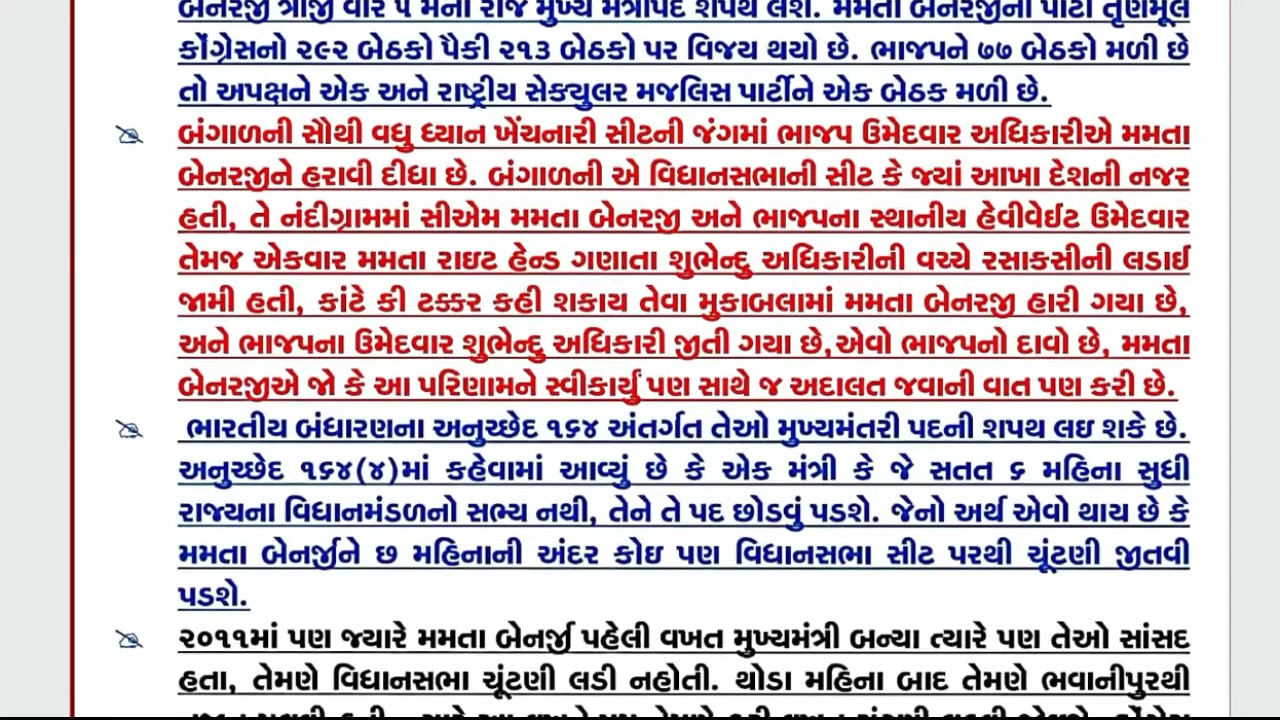 બેનરજી ત્રીજી વાર ૫ મેના રોજ મુખ્ય મંત્રીપદે શપથ લેશે. મમતા બેનરજીની પાર્ટી તૃણમૂલ
કોંગ્રેસનો ૨૯૨ બેઠકો પૈકી ૨૧૩ બેઠકો પર વિજય થયો છે. ભાજપને ૭૭ બેઠકો મળી છે
તો અપક્ષને એક અને રાષ્ટ્રીય સેક્યુલર મજલિસ પાર્ટીને એક બેઠક મળી છે.
બંગાળની સૌથી વધુ ધ્યાન ખેંચનારી સીટની જંગમાં ભાજપ ઉમેદવાર અધિકારીએ મમતા
બેનરજીને હરાવી દીધા છે. બંગાળની એ વિધાનસભાની સીટ કે જ્યાં આખા દેશની નજર
હતી, તે નંદીગ્રામમાં સીએમ મમતા બેનરજી અને ભાજપના સ્થાનીય હેવીવેઈટ ઉમેદવાર
તેમજ એકવાર મમતા રાઇટ હેન્ડ ગણાતા શુભેન્દુ અધિકારીની વચ્ચે રસાકસીની લડાઈ
જામી હતી, કાંટે કી ટક્કર કહી શકાય તેવા મુકાબલામાં મમતા બેનરજી હારી ગયા છે,
અને ભાજપના ઉમેદવાર શુભેન્દુ અધિકારી જીતી ગયા છે,એવો ભાજપનો દાવો છે, મમતા
બેનરજીએ જો કે આ પરિણામને સ્વીકાર્યું પણ સાથે જ અદાલત જવાની વાત પણ કરી છે.
ભારતીય બંધારણના અનુચ્છેદ ૧૬૪ અંતર્ગત તેઓ મુખ્યમંતરી પદની શપથ લઇ શકે છે.
અનુચ્છેદ ૧૬૪(૪)માં કહેવામાં આવ્યું છે કે એક મંત્રી કે જે સતત ૬ મહિના સુધી
રાજ્યના વિધાનમંડળનો સભ્ય નથી, તેને તે પદ છોડવું પડશે. જેનો અર્થ એવો થાય છે કે
મમતા બેનર્જીને છ મહિનાની અંદર કોઇ પણ વિધાનસભા સીટ પરથી ચૂંટણી જીતવી
પડશે.
૨૦૧૧માં પણ જ્યારે મમતા બેનર્જી પહેલી વખત મુખ્યમંત્રી બન્યા ત્યારે પણ તેઓ સાંસદ
હતા, તેમણે વિધાનસભા ચૂંટણી લડી નહોતી. થોડા મહિના બાદ તેમણે ભવાનીપુરથી